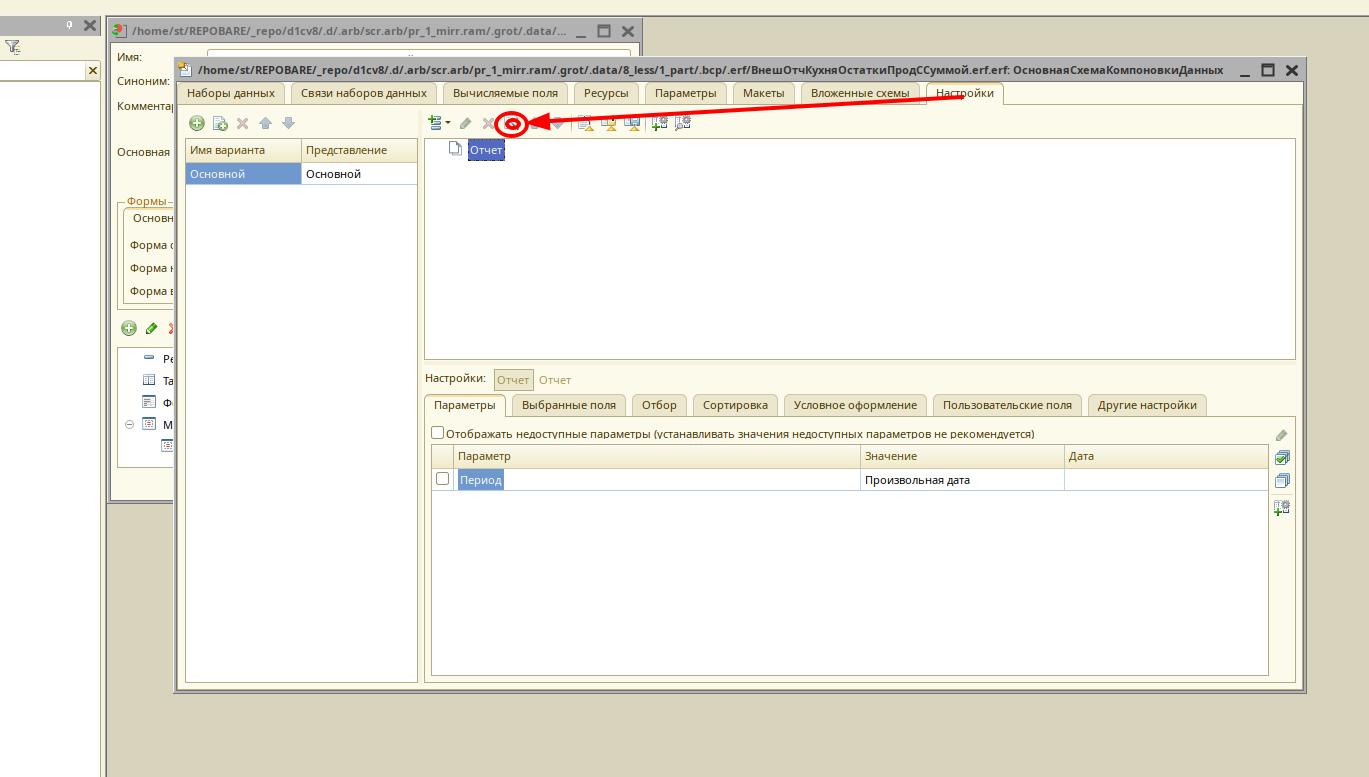 /home/st/REPOBARE/_repo/d1cv8/.d/.arb/scr.arb/pr_1_mirr.ram/.grot/.data/...
Имя:
/home/st/REPOBARE/_repo/d1cv8/.d/.arb/scr.arb/pr_1_mirr.ram/.grot/.data/8_less/1_part/.bcp/.erf/ВнешОтчКухняОстаткиПродССуммой.erf.erf: ОсновнаяСхемаКомпоновкиДанных
Синоним:
Наборы данных Связи наборов данных Вычисляемые поля Ресурсы Параметры Макеты Вложенные схемы Настройки
Коммента
Имя варианта Представление
Отчет
Основная
Основной Основной
Формы
Основн
Форма
Форма
Форма
Ре
Та
Ф
М
Настройки: Отчет Отчет
Параметры Выбранные поля Отбор Сортировка Условное оформление Пользовательские поля Другие настройки
Отображать недоступные параметры (устанавливать значения недоступных параметров не рекомендуется)
Параметр Значение Дата
Период Произвольная дата